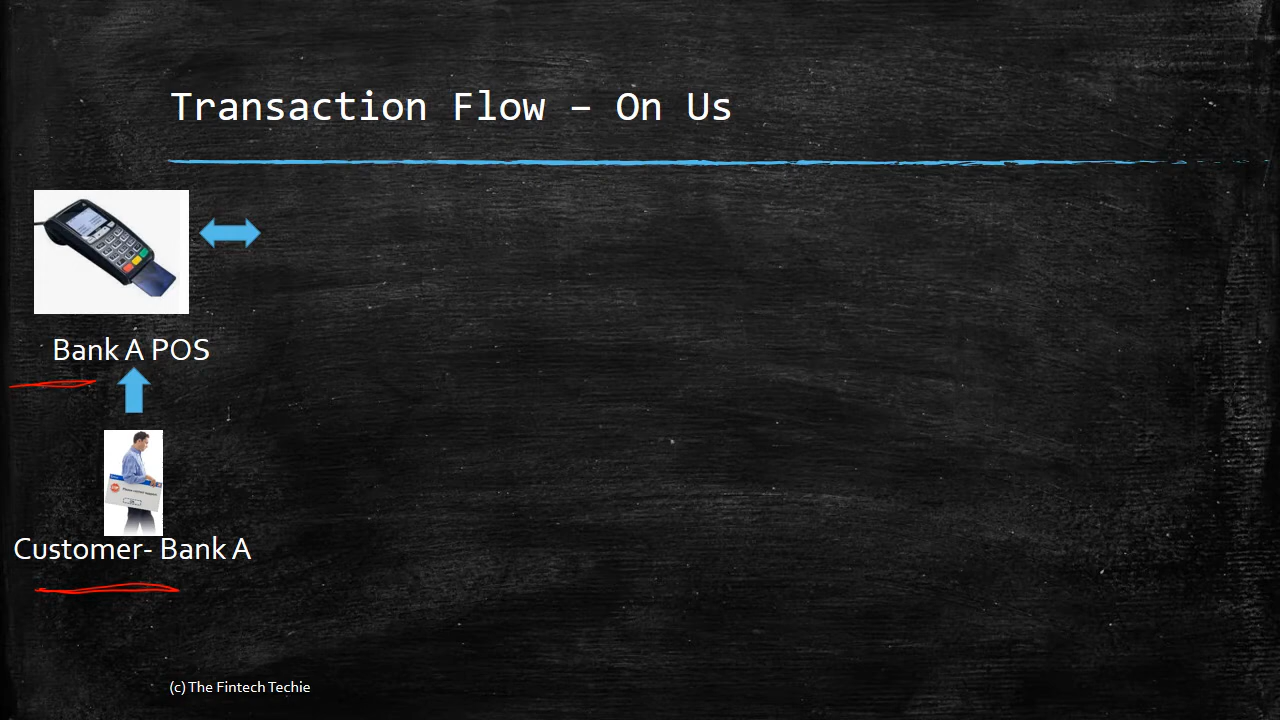 Transaction Flow – On Us
Bank A POS
Customer- Bank A
(c) The Fintech Techie